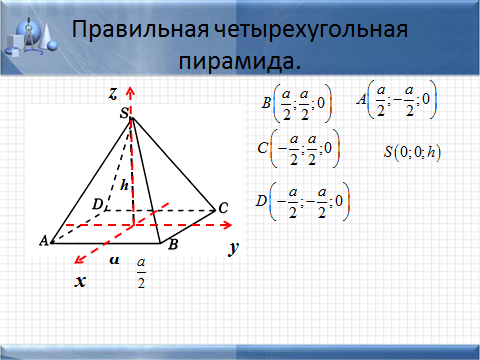 Правильная четырехугольная
пирамида.
z
S
h
D
C
A
B
y
x
a
a/2
B(a/2; a/2; 0)
A(a/2; -a/2; 0)
C(-a/2; a/2; 0)
S(0;0;h)
D(-a/2; -a/2; 0)